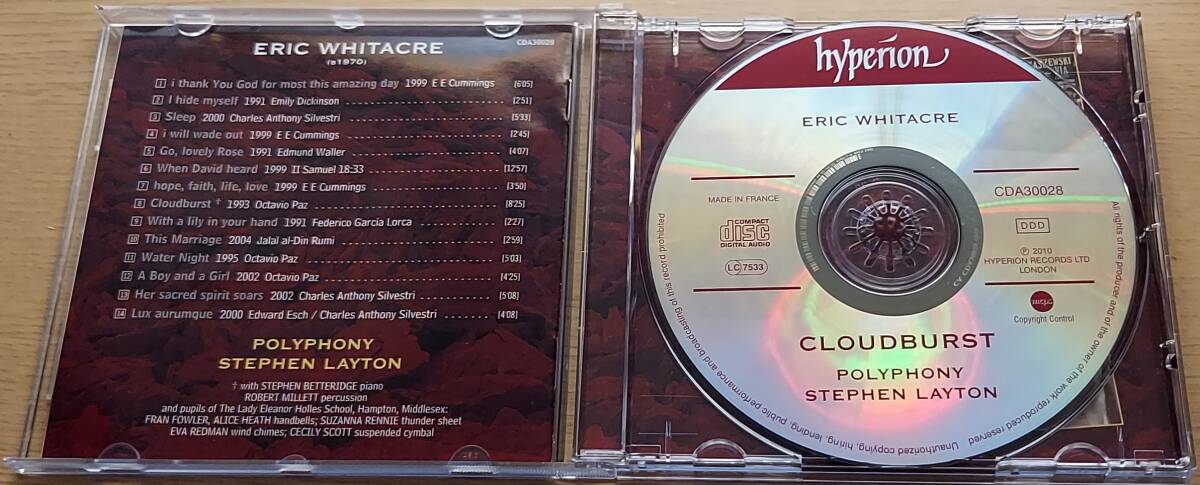 ERIC WHITACRE
CDA30028
(b1970)
1 i thank You God for most this amazing day 1999 E E Cummings [6'05]
2 I hide myself 1991 Emily Dickinson [2'51]
3 Sleep 2000 Charles Anthony Silvestri [5'33]
4 i will wade out 1999 E E Cummings [2'45]
5 Go, lovely Rose 1991 Edmund Waller [4'07]
6 When David heard 1999 II Samuel 18:33 [12'57]
7 hope, faith, life, love 1999 E E Cummings [3'50]
8 Cloudburst † 1993 Octavio Paz [8'25]
9 With a lily in your hand 1991 Federico García Lorca [2'27]
10 This Marriage 2004 Jalal al-Din Rumi [2'59]
11 Water Night 1995 Octavio Paz [5'03]
12 A Boy and a Girl 2002 Octavio Paz [4'25]
13 Her sacred spirit soars 2002 Charles Anthony Silvestri [5'08]
14 Lux aurumque 2000 Edward Esch / Charles Anthony Silvestri [4'08]
POLYPHONY
STEPHEN LAYTON
† with STEPHEN BETTERIDGE piano
ROBERT MILLETT percussion
and pupils of The Lady Eleanor Holles School, Hampton, Middlesex:
FRAN FOWLER, ALICE HEATH handbells; SUZANNA RENNIE thunder sheet
EVA REDMAN wind chimes; CECILY SCOTT suspended cymbal
hyperion
ERIC WHITACRE
MADE IN FRANCE
COMPACT
disc
DIGITAL AUDIO
LC 7533
CDA30028
DDD
℗ 2010
HYPERION RECORDS LTD
LONDON
mcps
Copyright Control
CLOUDBURST
POLYPHONY
STEPHEN LAYTON
All rights of the producer and of the owner of the work reproduced reserved. Unauthorized copying, hiring, lending, public performance and broadcasting of this record prohibited